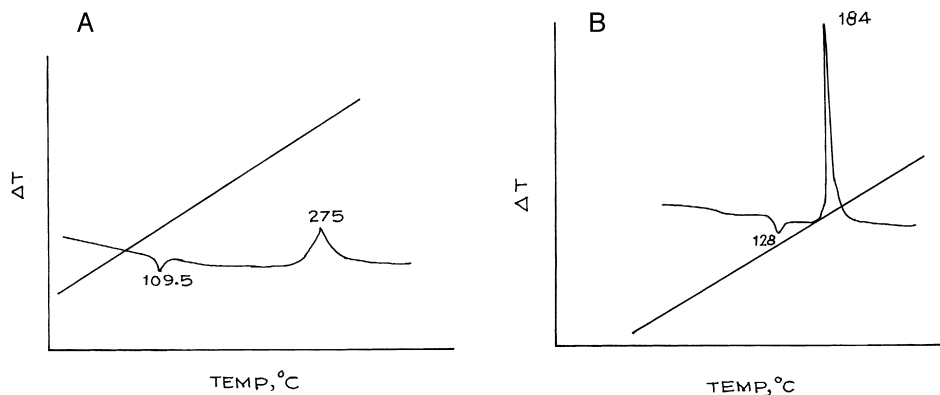 A
ΔT
275
109.5
TEMP, °C
B
184
ΔT
128
TEMP, °C